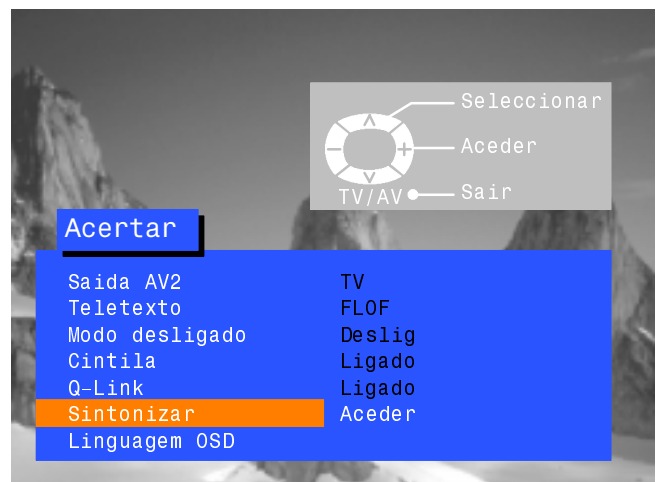 Seleccionar
Aceder
TV/AV Sair
Acertar
Saida AV2 TV
Teletexto FLOF
Modo desligado Deslig
Cintila Ligado
Q-Link Ligado
Sintonizar Aceder
Linguagem OSD